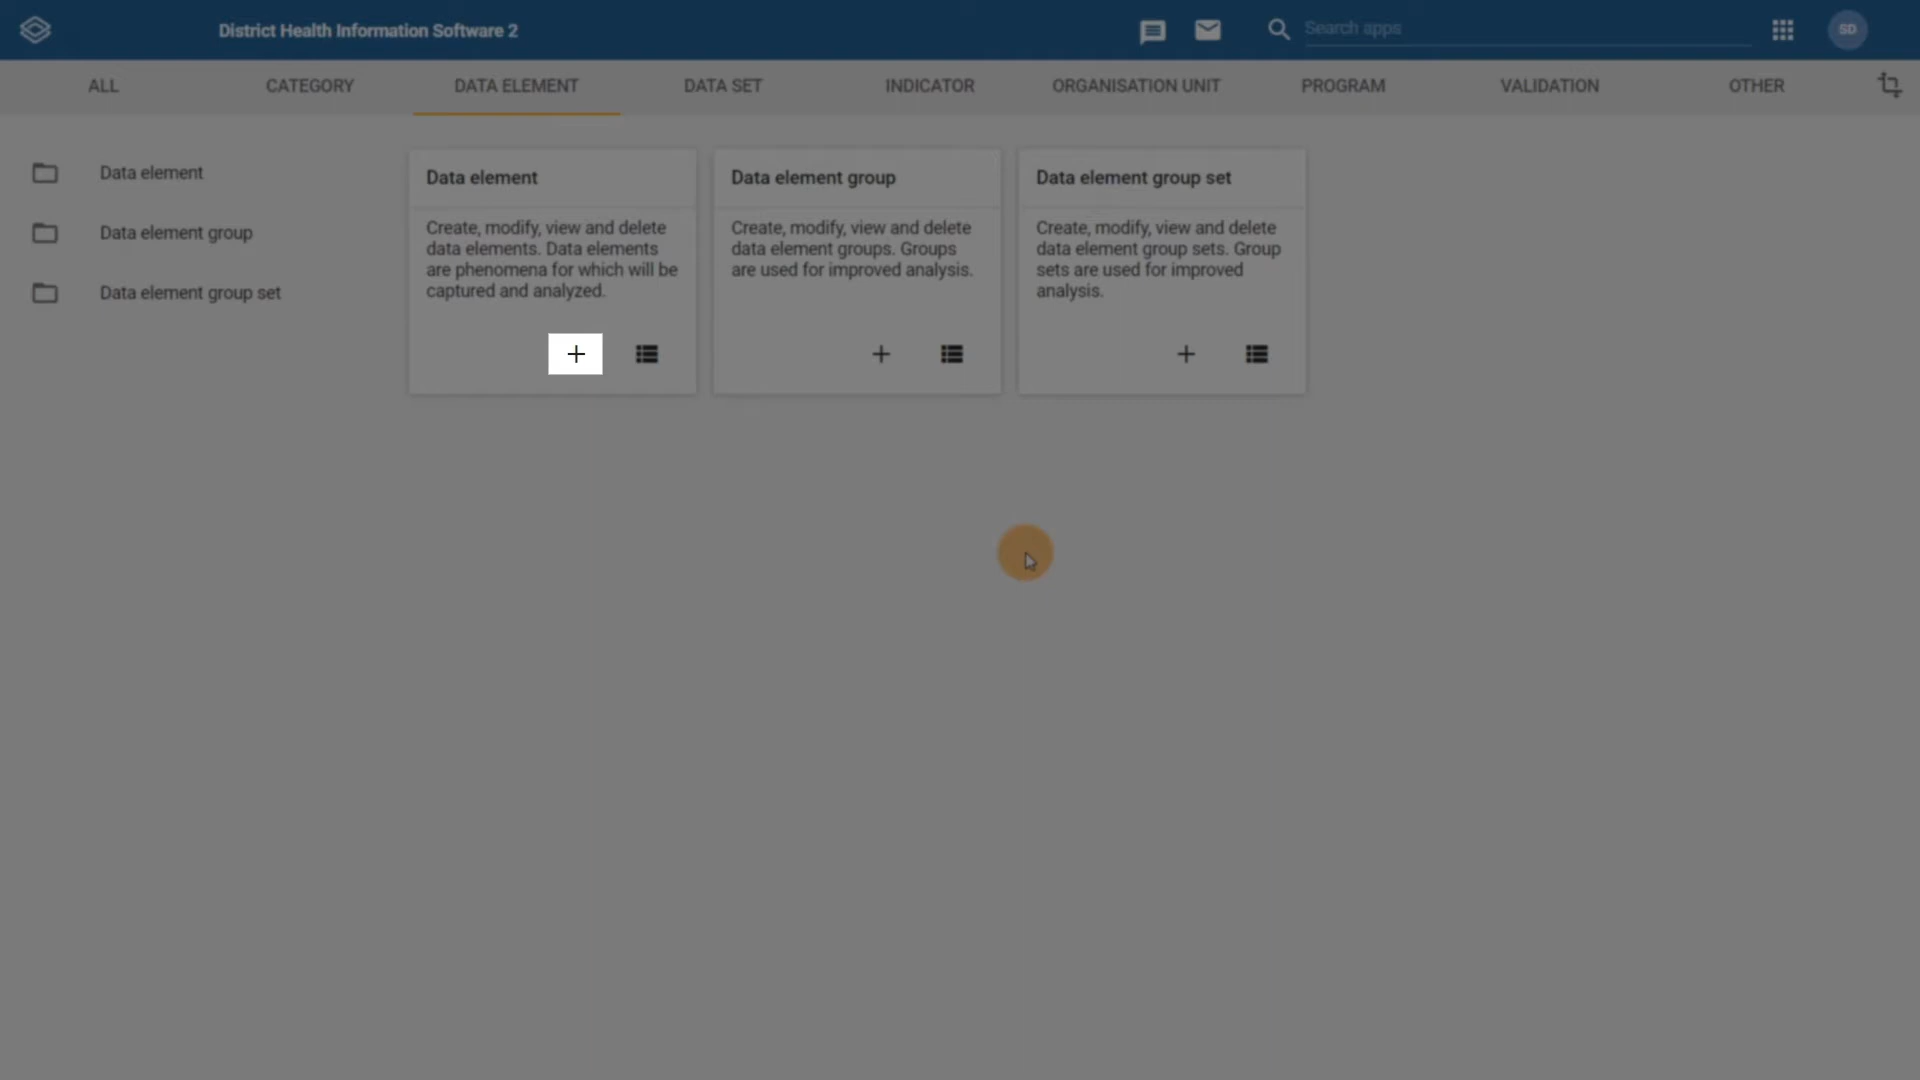 District Health Information Software 2
Search apps
SD
ALL
CATEGORY
DATA ELEMENT
DATA SET
INDICATOR
ORGANISATION UNIT
PROGRAM
VALIDATION
OTHER
Data element
Data element group
Data element group set
Data element
Create, modify, view and delete
data elements. Data elements
are phenomena for which will be
captured and analyzed.
Data element group
Create, modify, view and delete
data element groups. Groups
are used for improved analysis.
Data element group set
Create, modify, view and delete
data element group sets. Group
sets are used for improved
analysis.